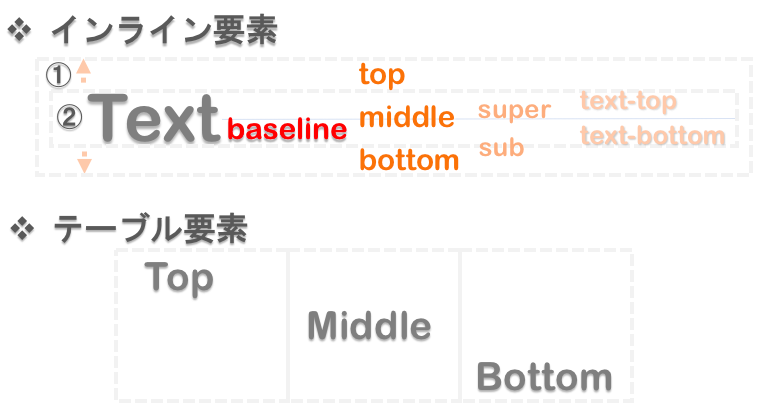 ❖ インライン要素
① top
② Text baseline middle super text-top
bottom sub text-bottom
❖ テーブル要素
Top
Middle
Bottom